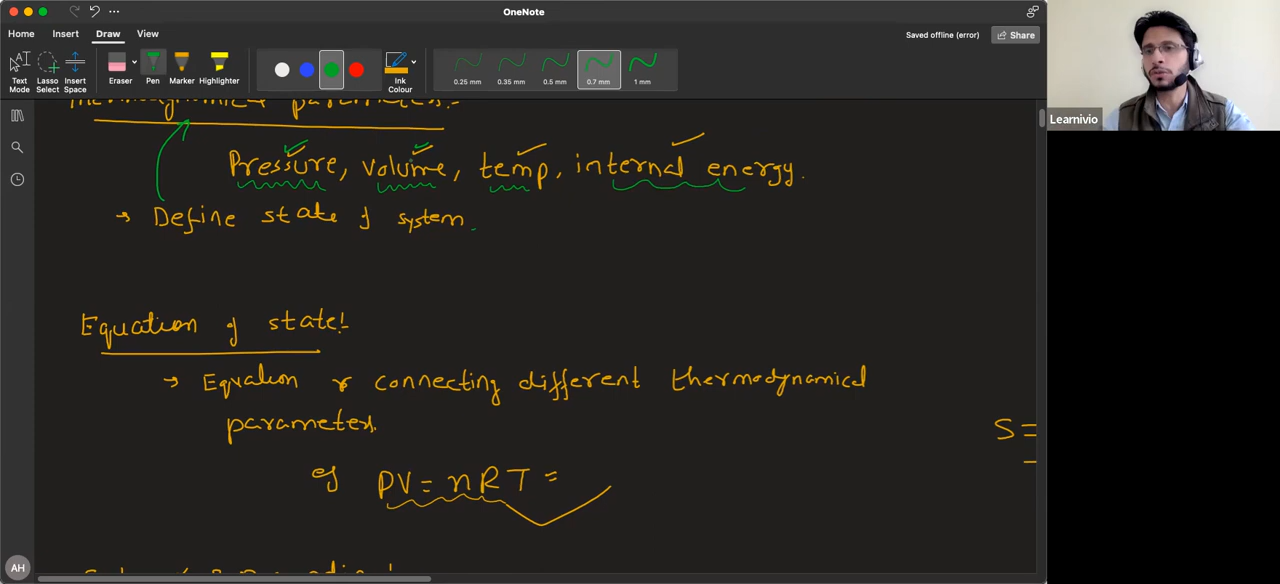 OneNote
Home Insert Draw View
Saved offline (error) Share
Text Mode Lasso Select Insert Space Eraser Pen Marker Highlighter Ink Colour 0.25 mm 0.35 mm 0.5 mm 0.7 mm 1 mm
Learnivio
parameters:-
Pressure, volume, temp, internal energy.
→ Define state of system.
Equation of state!
→ Equation connecting different thermodynamical
parameters.
S=
eg PV = nRT =
AH